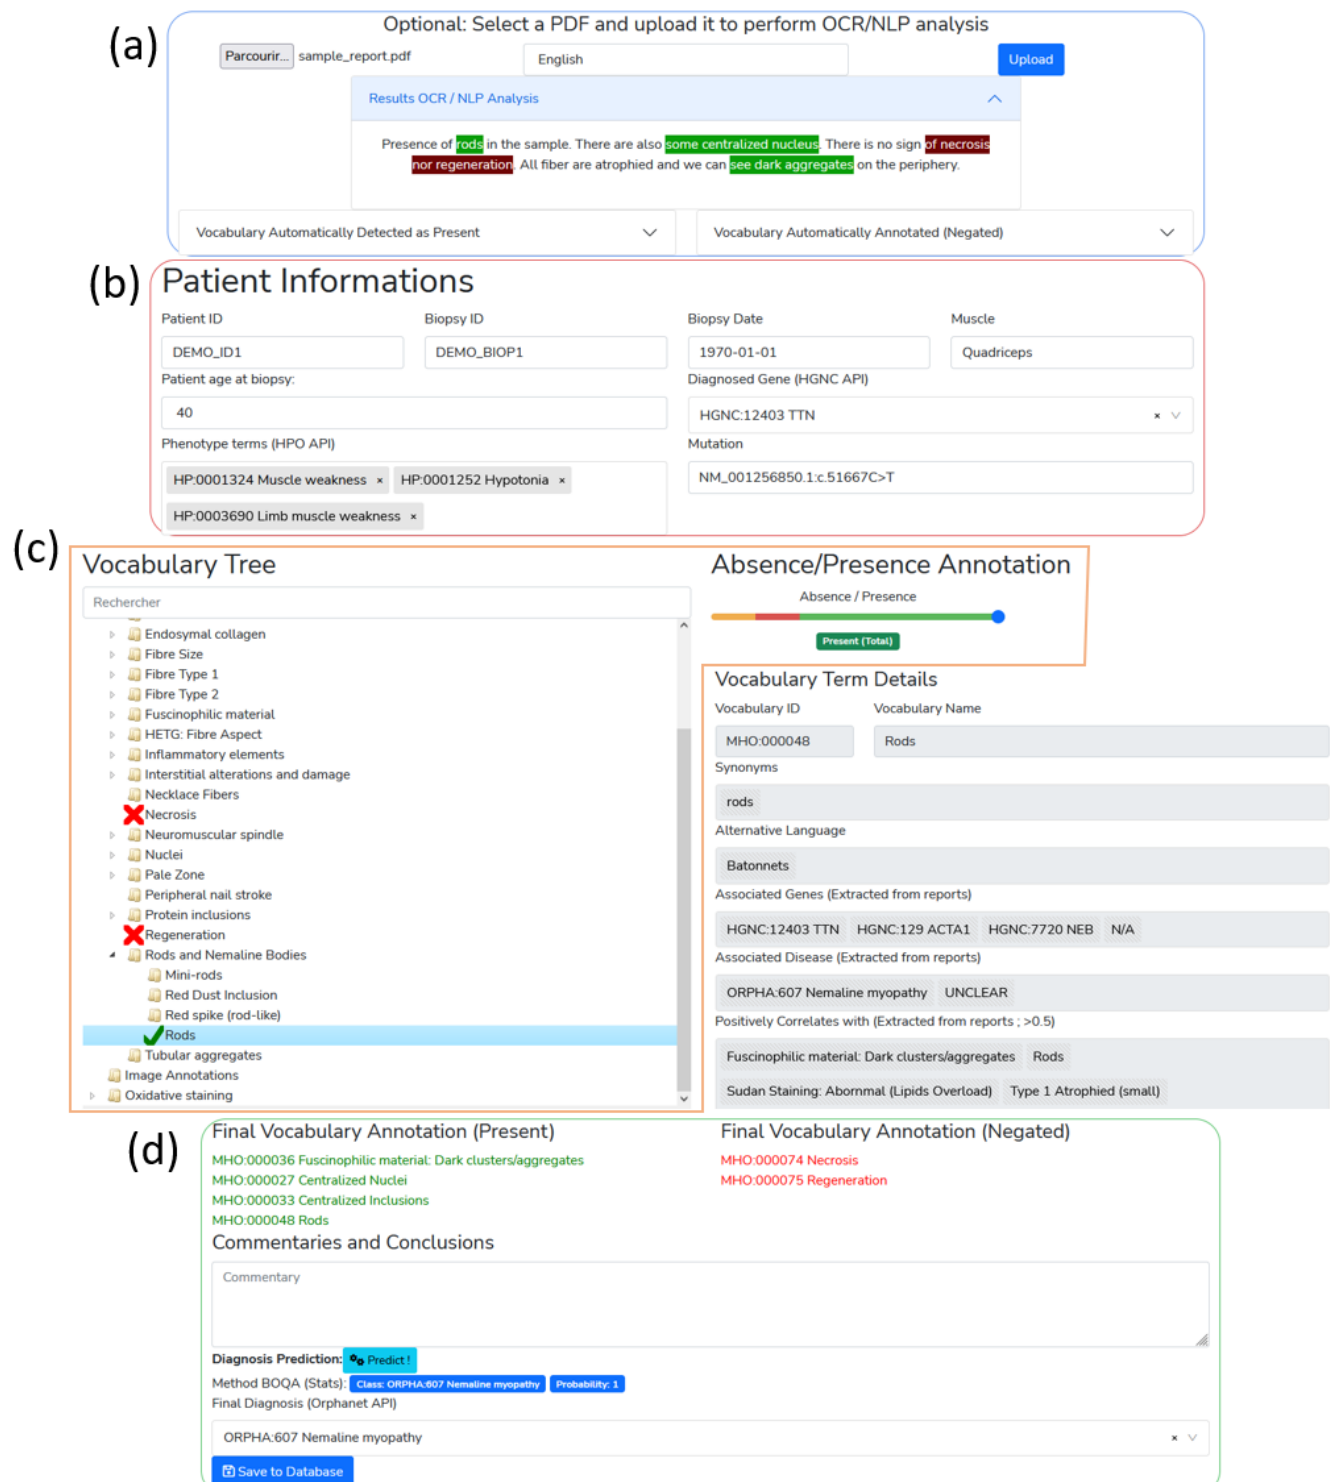 (a)
Optional: Select a PDF and upload it to perform OCR/NLP analysis
Parcourir... sample_report.pdf English Upload
Results OCR / NLP Analysis
Presence of rods in the sample. There are also some centralized nucleus. There is no sign of necrosis
nor regeneration. All fiber are atrophied and we can see dark aggregates on the periphery.
Vocabulary Automatically Detected as Present Vocabulary Automatically Annotated (Negated)
(b)
Patient Informations
Patient ID Biopsy ID Biopsy Date Muscle
DEMO_ID1 DEMO_BIOP1 1970-01-01 Quadriceps
Patient age at biopsy: Diagnosed Gene (HGNC API)
40 HGNC:12403 TTN ×
Phenotype terms (HPO API) Mutation
HP:0001324 Muscle weakness × HP:0001252 Hypotonia × NM_001256850.1:c.51667C>T
HP:0003690 Limb muscle weakness ×
(c)
Vocabulary Tree
Rechercher
Endosymal collagen
Fibre Size
Fibre Type 1
Fibre Type 2
Fuscinophilic material
HETG: Fibre Aspect
Inflammatory elements
Interstitial alterations and damage
Necklace Fibers
Necrosis
Neuromuscular spindle
Nuclei
Pale Zone
Peripheral nail stroke
Protein inclusions
Regeneration
Rods and Nemaline Bodies
Mini-rods
Red Dust Inclusion
Red spike (rod-like)
Rods
Tubular aggregates
Image Annotations
Oxidative staining
Absence/Presence Annotation
Absence / Presence
Present (Total)
Vocabulary Term Details
Vocabulary ID Vocabulary Name
MHO:000048 Rods
Synonyms
rods
Alternative Language
Batonnets
Associated Genes (Extracted from reports)
HGNC:12403 TTN HGNC:129 ACTA1 HGNC:7720 NEB N/A
Associated Disease (Extracted from reports)
ORPHA:607 Nemaline myopathy UNCLEAR
Positively Correlates with (Extracted from reports ; >0.5)
Fuscinophilic material: Dark clusters/aggregates Rods
Sudan Staining: Abornmal (Lipids Overload) Type 1 Atrophied (small)
(d)
Final Vocabulary Annotation (Present)
MHO:000036 Fuscinophilic material: Dark clusters/aggregates
MHO:000027 Centralized Nuclei
MHO:000033 Centralized Inclusions
MHO:000048 Rods
Final Vocabulary Annotation (Negated)
MHO:000074 Necrosis
MHO:000075 Regeneration
Commentaries and Conclusions
Commentary
Diagnosis Prediction: Predict !
Method BOQA (Stats): Class: ORPHA:607 Nemaline myopathy Probability: 1
Final Diagnosis (Orphanet API)
ORPHA:607 Nemaline myopathy ×
Save to Database